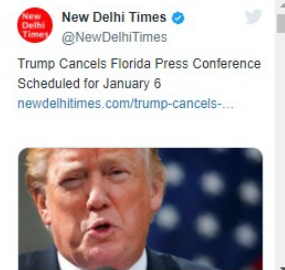 New Delhi Times
New
Delhi
Times
@NewDelhiTimes
Trump Cancels Florida Press Conference
Scheduled for January 6
newdelhitimes.com/trump-cancels-…